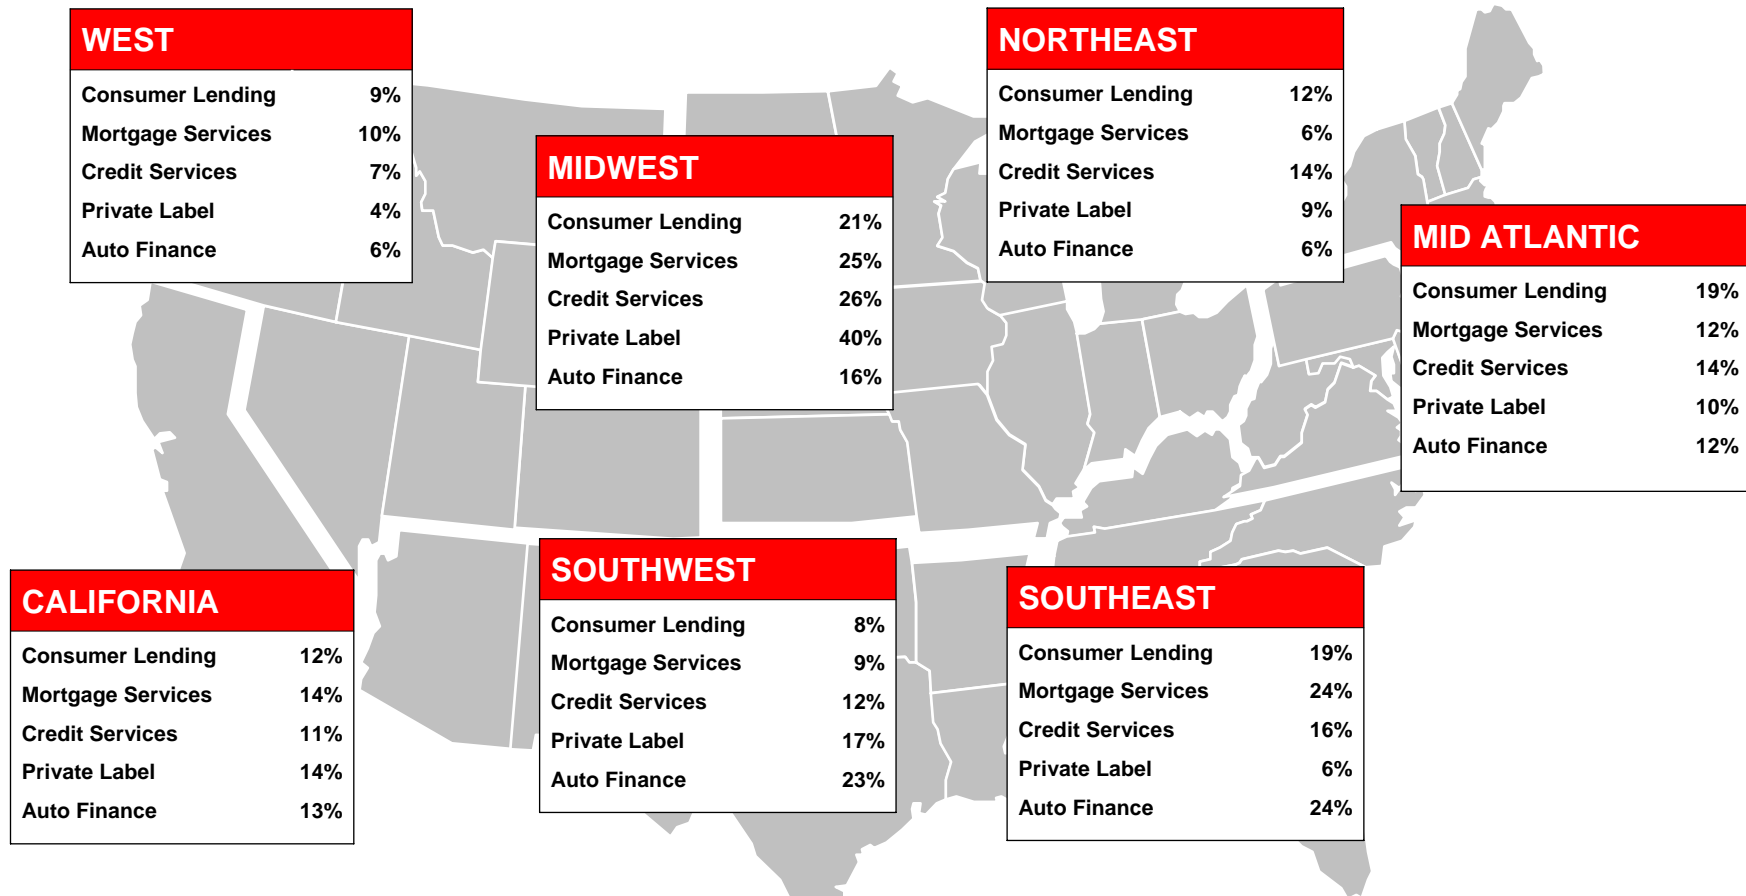 WEST
Consumer Lending 9%
Mortgage Services 10%
Credit Services 7%
Private Label 4%
Auto Finance 6%
MIDWEST
Consumer Lending 21%
Mortgage Services 25%
Credit Services 26%
Private Label 40%
Auto Finance 16%
NORTHEAST
Consumer Lending 12%
Mortgage Services 6%
Credit Services 14%
Private Label 9%
Auto Finance 6%
MID ATLANTIC
Consumer Lending 19%
Mortgage Services 12%
Credit Services 14%
Private Label 10%
Auto Finance 12%
CALIFORNIA
Consumer Lending 12%
Mortgage Services 14%
Credit Services 11%
Private Label 14%
Auto Finance 13%
SOUTHWEST
Consumer Lending 8%
Mortgage Services 9%
Credit Services 12%
Private Label 17%
Auto Finance 23%
SOUTHEAST
Consumer Lending 19%
Mortgage Services 24%
Credit Services 16%
Private Label 6%
Auto Finance 24%